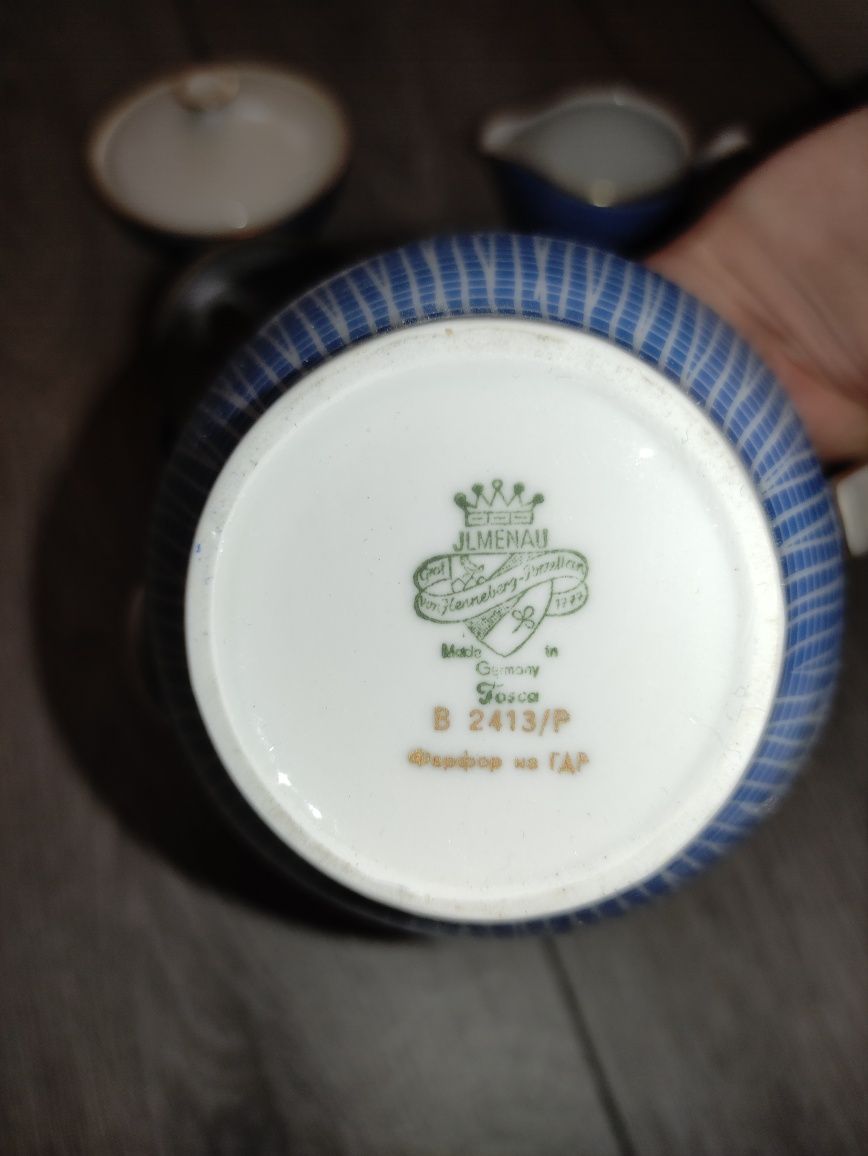 JLMENAU
Graf
von Henneberg-Porzellan
1777
Made in
Germany
Tosca
B 2413/P
Фарфор из ГДР